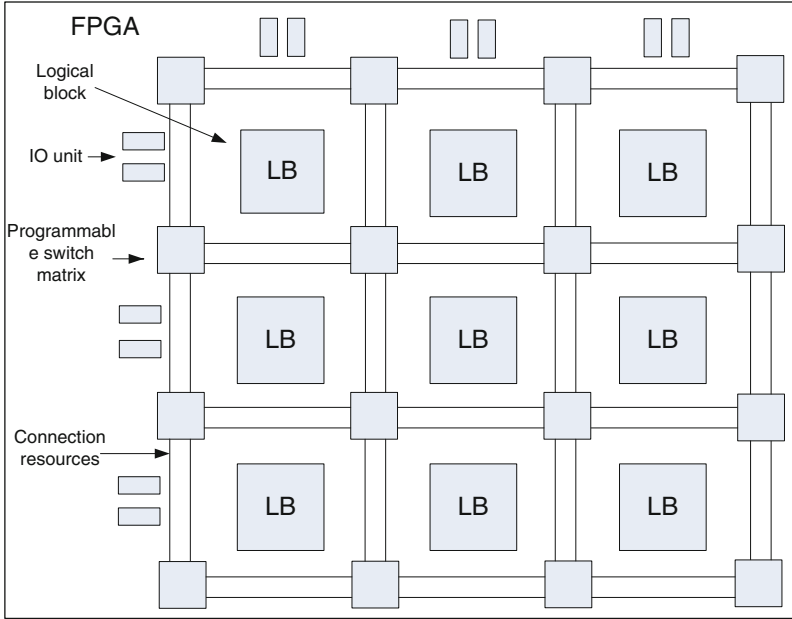 FPGA
Logical
block
LB
LB
LB
IO unit
Programmabl
e switch
matrix
LB
LB
LB
Connection
resources
LB
LB
LB